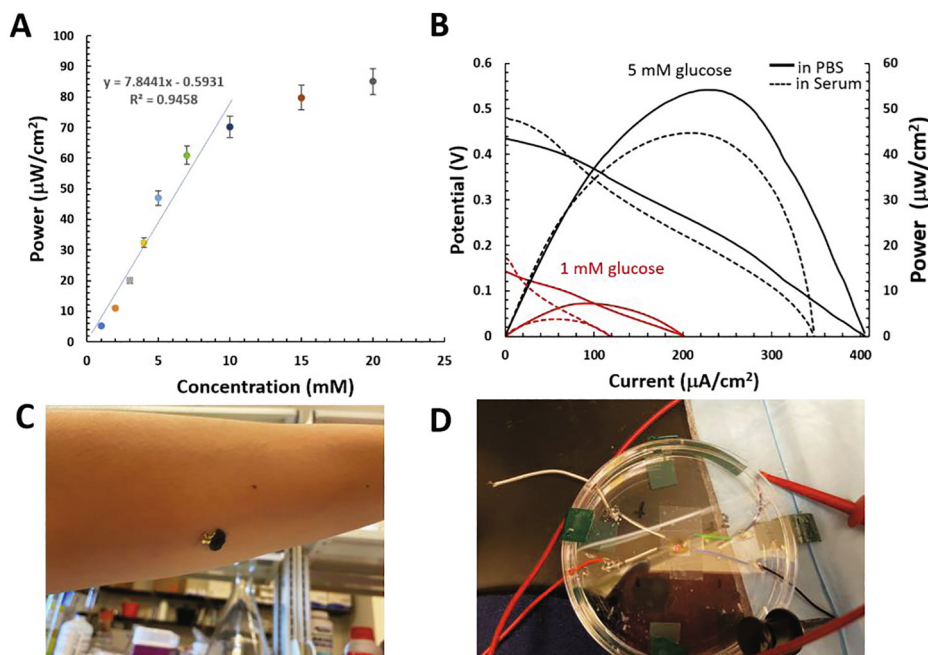 A
100
90
80
70
60
50
40
30
20
10
0
0 5 10 15 20 25
Power (μW/cm²)
Concentration (mM)
y = 7.8441x - 0.5931
R² = 0.9458
B
5 mM glucose
in PBS
in Serum
1 mM glucose
0.6
0.5
0.4
0.3
0.2
0.1
0
Potential (V)
0 100 200 300 400
Current (μA/cm²)
60
50
40
30
20
10
0
Power (μw/cm²)
C
D